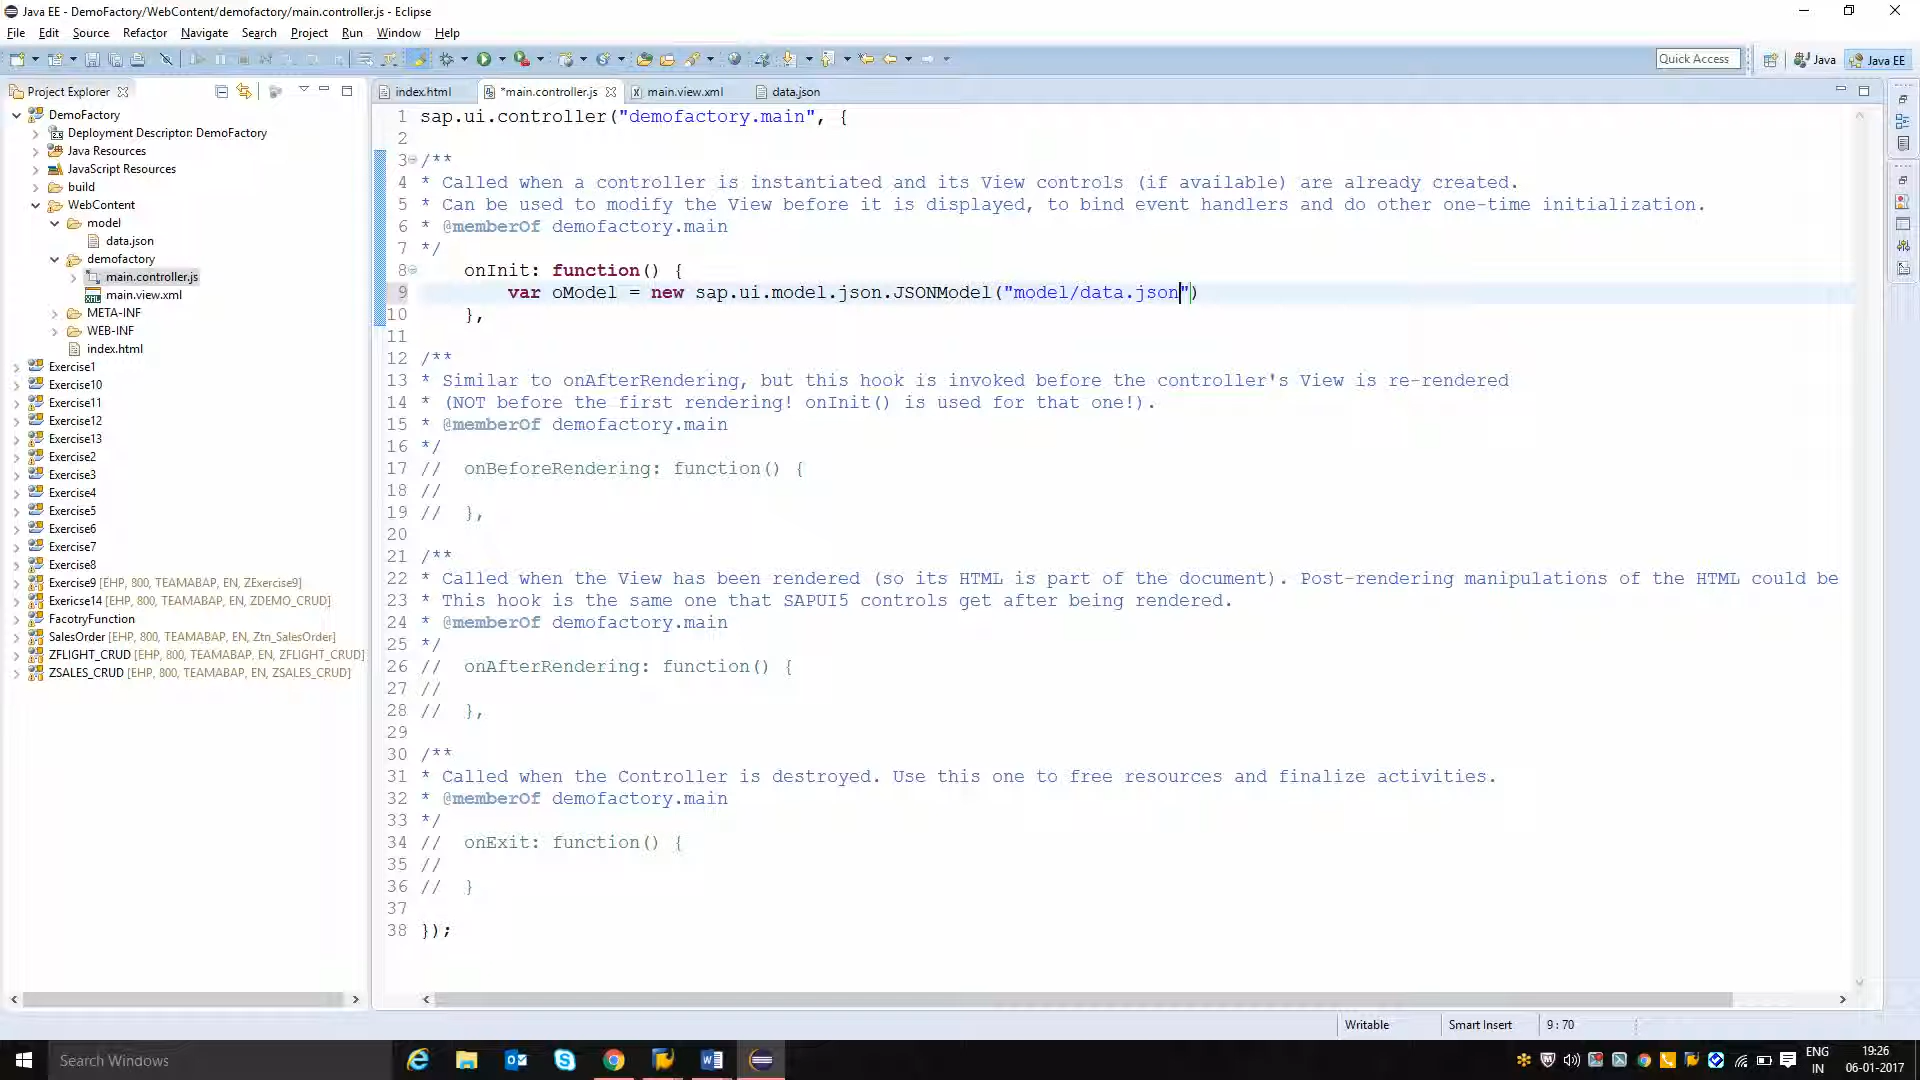 Java EE - DemoFactory/WebContent/demofactory/main.controller.js - Eclipse
File Edit Source Refactor Navigate Search Project Run Window Help
Quick Access
Java
Java EE
Project Explorer
index.html
*main.controller.js
main.view.xml
data.json
DemoFactory
Deployment Descriptor: DemoFactory
Java Resources
JavaScript Resources
build
WebContent
model
data.json
demofactory
main.controller.js
main.view.xml
META-INF
WEB-INF
index.html
Exercise1
Exercise10
Exercise11
Exercise12
Exercise13
Exercise2
Exercise3
Exercise4
Exercise5
Exercise6
Exercise7
Exercise8
Exercise9 [EHP, 800, TEAMABAP, EN, ZExercise9]
Exericse14 [EHP, 800, TEAMABAP, EN, ZDEMO_CRUD]
FacotryFunction
SalesOrder [EHP, 800, TEAMABAP, EN, Ztn_SalesOrder]
ZFLIGHT_CRUD [EHP, 800, TEAMABAP, EN, ZFLIGHT_CRUD]
ZSALES_CRUD [EHP, 800, TEAMABAP, EN, ZSALES_CRUD]
1 sap.ui.controller("demofactory.main", {
2
3 /**
4 * Called when a controller is instantiated and its View controls (if available) are already created.
5 * Can be used to modify the View before it is displayed, to bind event handlers and do other one-time initialization.
6 * @memberOf demofactory.main
7 */
8 onInit: function() {
9 var oModel = new sap.ui.model.json.JSONModel("model/data.json")
10 },
11
12 /**
13 * Similar to onAfterRendering, but this hook is invoked before the controller's View is re-rendered
14 * (NOT before the first rendering! onInit() is used for that one!).
15 * @memberOf demofactory.main
16 */
17 // onBeforeRendering: function() {
18 //
19 // },
20
21 /**
22 * Called when the View has been rendered (so its HTML is part of the document). Post-rendering manipulations of the HTML could be
23 * This hook is the same one that SAPUI5 controls get after being rendered.
24 * @memberOf demofactory.main
25 */
26 // onAfterRendering: function() {
27 //
28 // },
29
30 /**
31 * Called when the Controller is destroyed. Use this one to free resources and finalize activities.
32 * @memberOf demofactory.main
33 */
34 // onExit: function() {
35 //
36 // }
37
38 });
Writable
Smart Insert
9 : 70
Search Windows
ENG
IN
19:26
06-01-2017